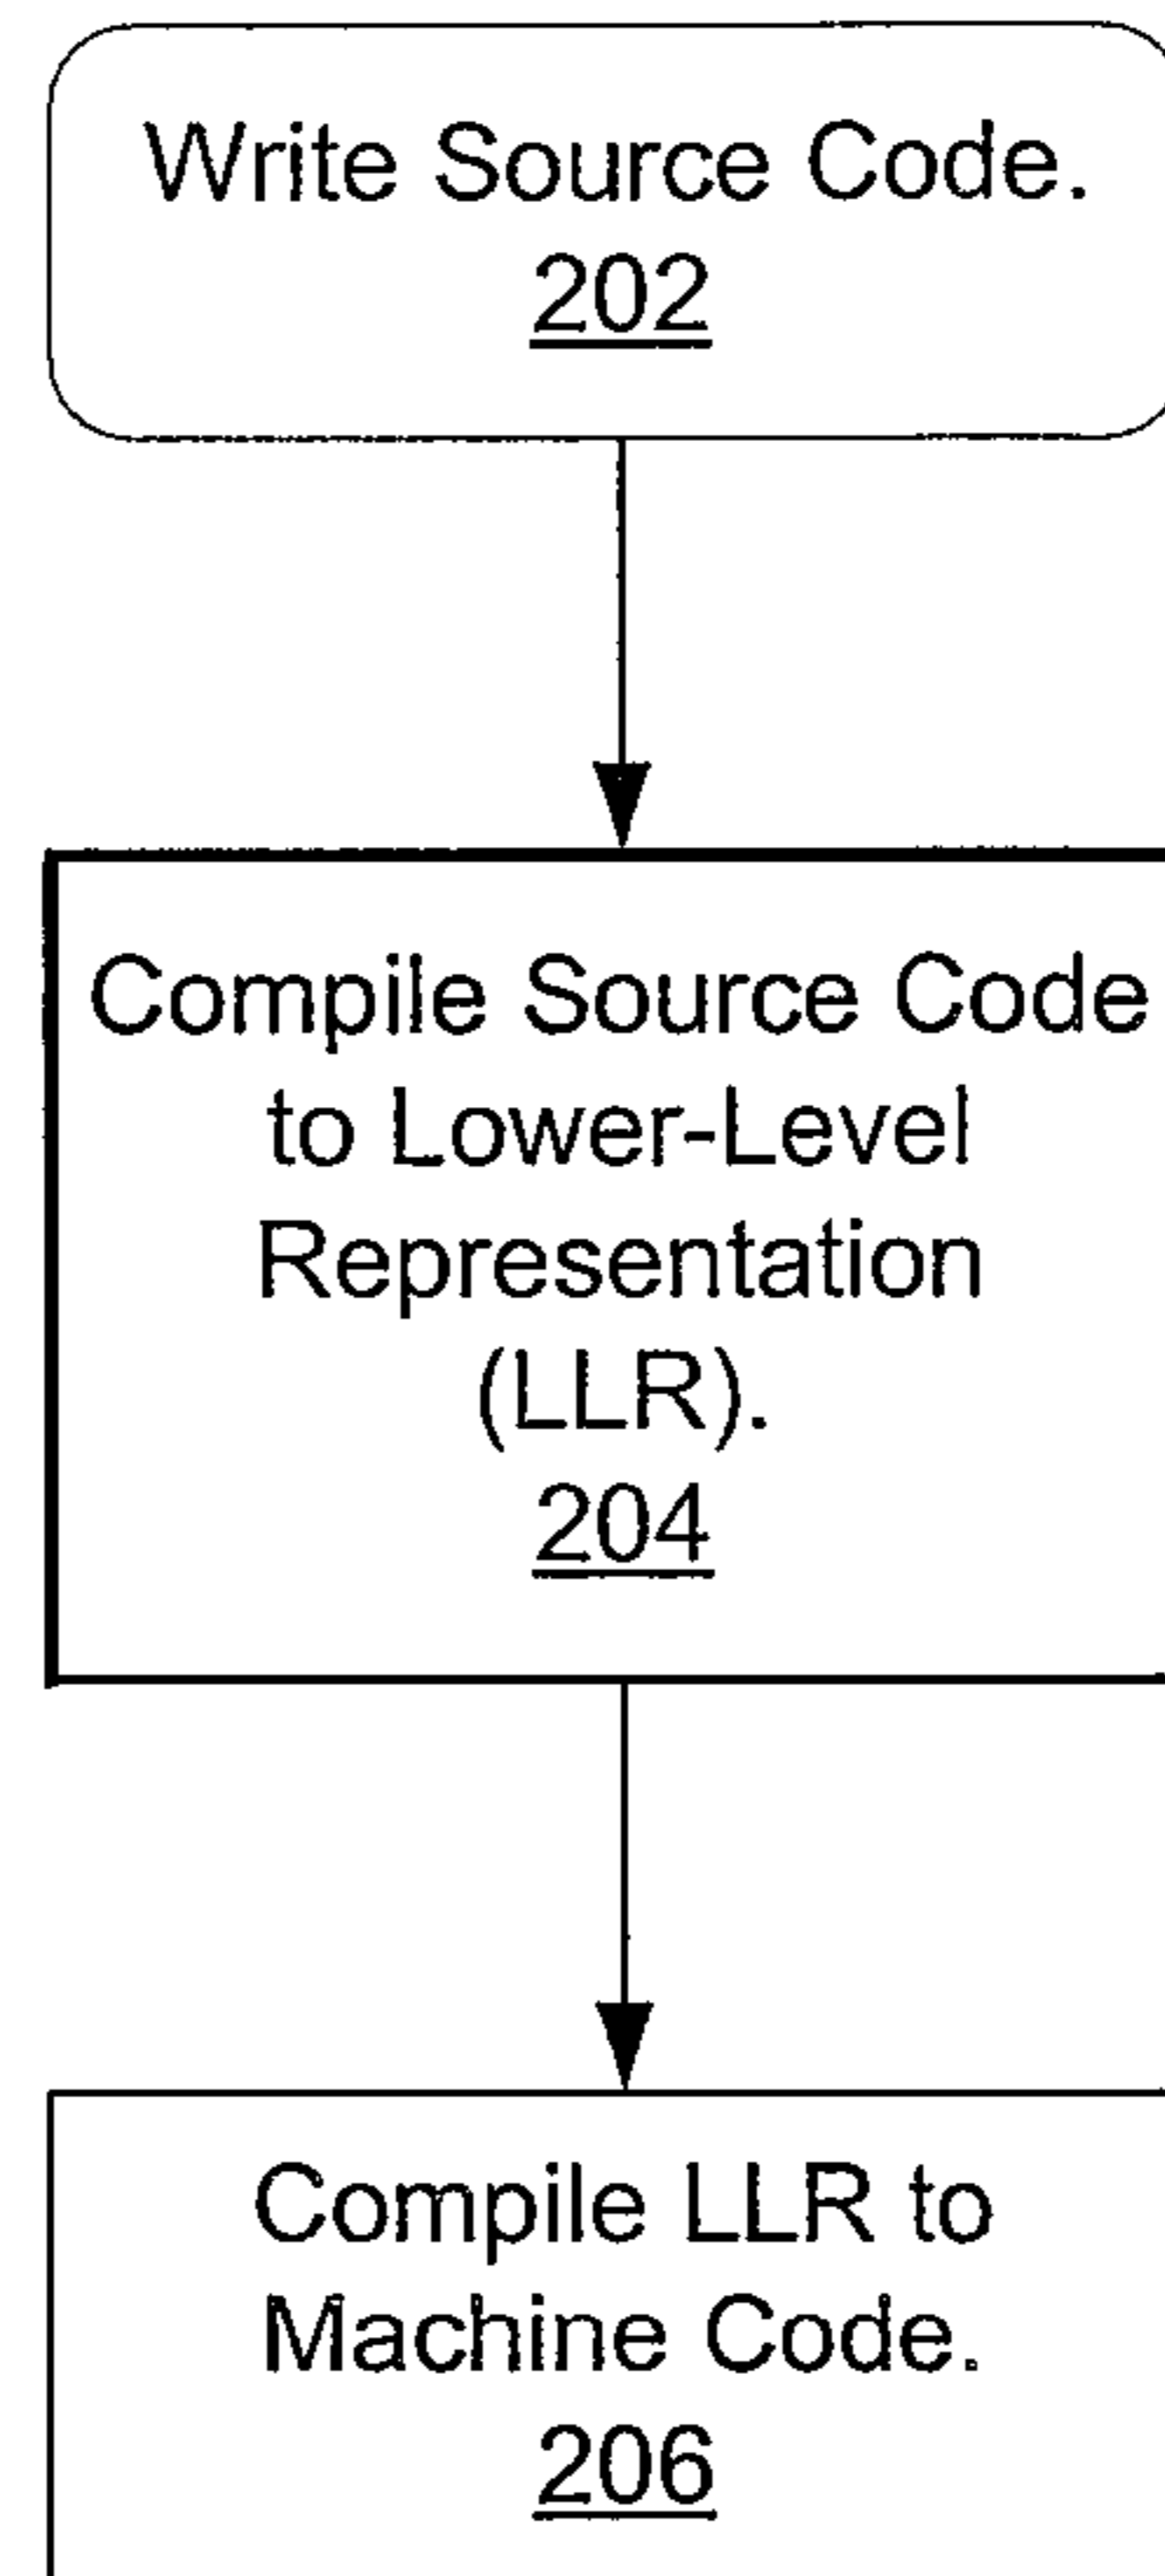 Write Source Code.
202
Compile Source Code
to Lower-Level
Representation
(LLR).
204
Compile LLR to
Machine Code.
206